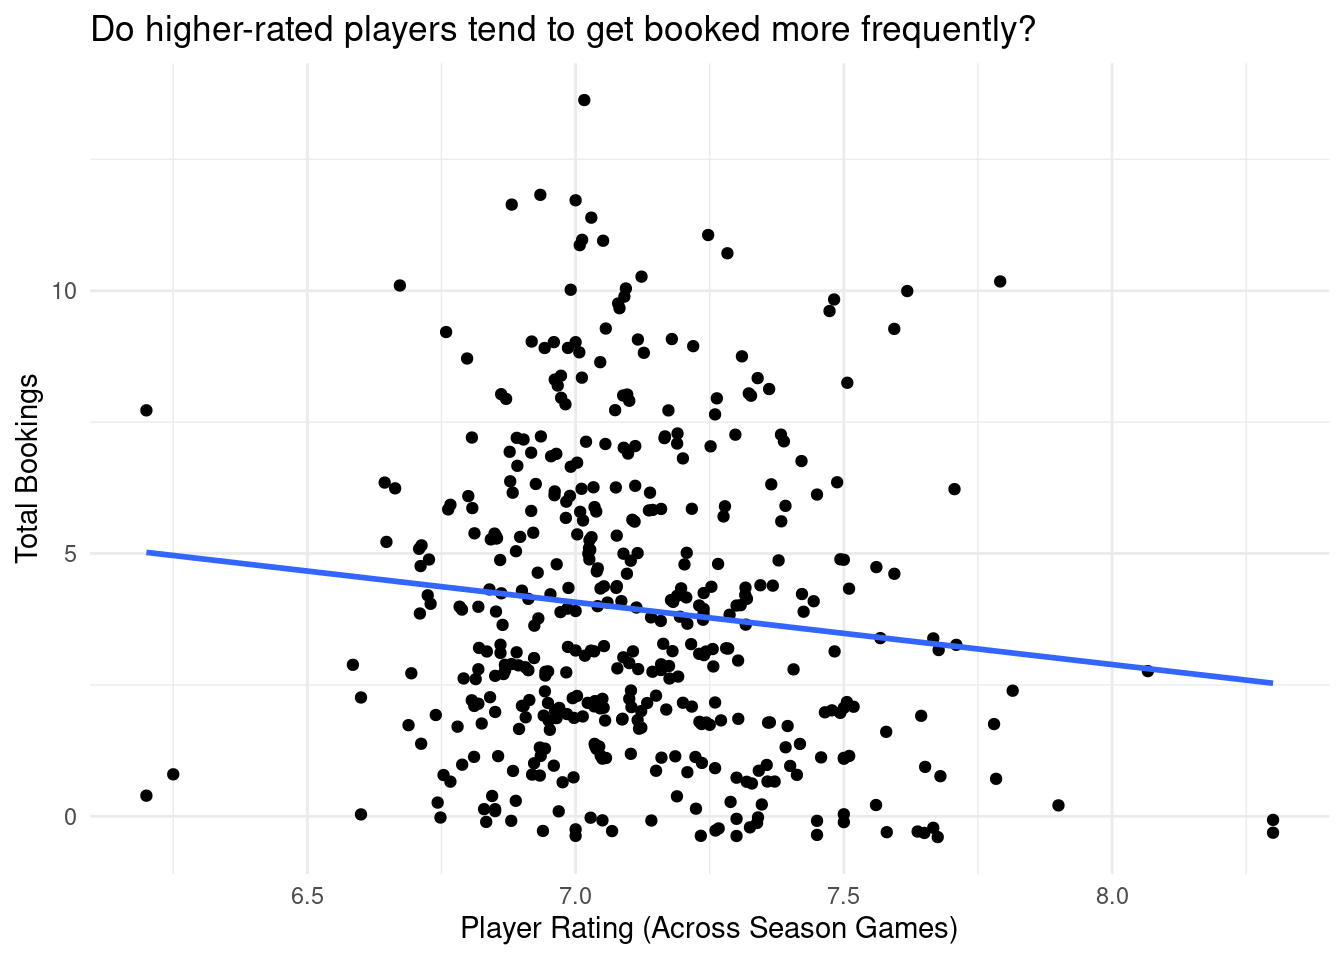 Do higher-rated players tend to get booked more frequently?
Total Bookings
10
5
0
6.5 7.0 7.5 8.0
Player Rating (Across Season Games)